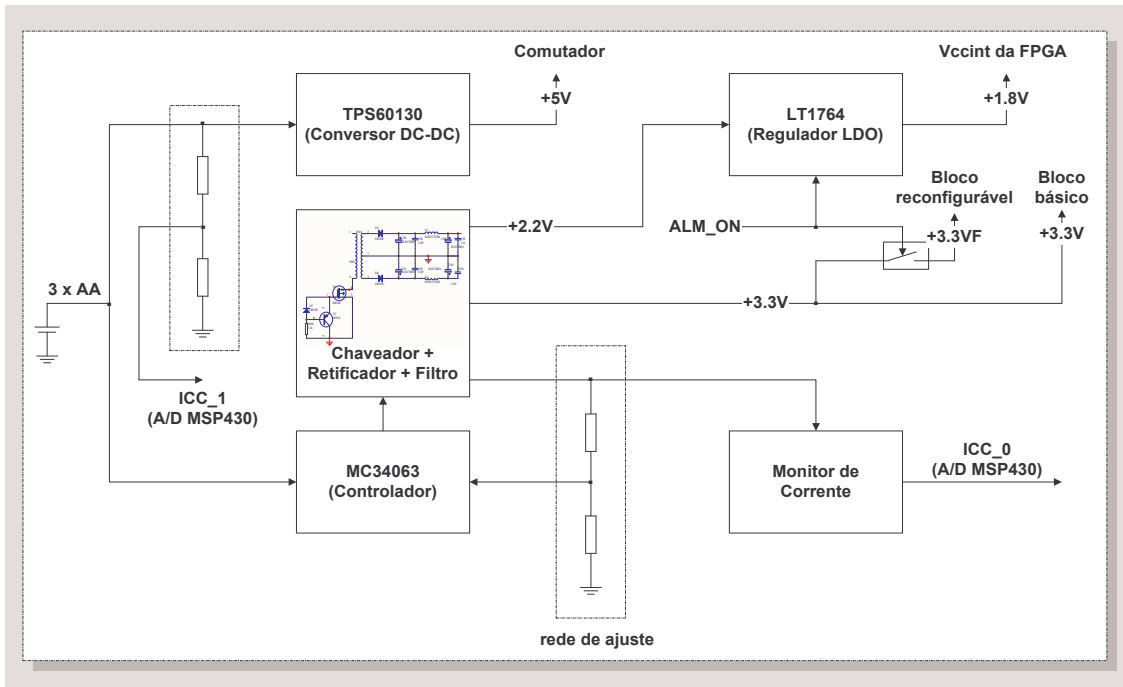 Comutador
Vccint da FPGA
+5V
+1.8V
TPS60130
(Conversor DC-DC)
LT1764
(Regulador LDO)
Bloco
reconfigurável
Bloco
básico
+2.2V
ALM_ON
+3.3VF
+3.3V
3 x AA
+3.3V
Chaveador +
Retificador + Filtro
ICC_1
(A/D MSP430)
MC34063
(Controlador)
Monitor de
Corrente
ICC_0
(A/D MSP430)
rede de ajuste